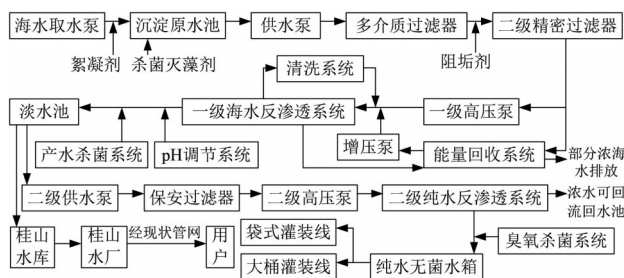 海水取水泵 沉淀原水池 供水泵 多介质过滤器 二级精密过滤器
絮凝剂 杀菌灭藻剂 阻垢剂
清洗系统
淡水池 一级海水反渗透系统 一级高压泵
产水杀菌系统 pH调节系统 增压泵 能量回收系统 部分浓海
水排放
二级供水泵 保安过滤器 二级高压泵 二级纯水反渗透系统 浓水可回
流回水池
桂山
水库 桂山
水厂 经现状管网 用
户 袋式灌装线 臭氧杀菌系统
大桶灌装线 纯水无菌水箱